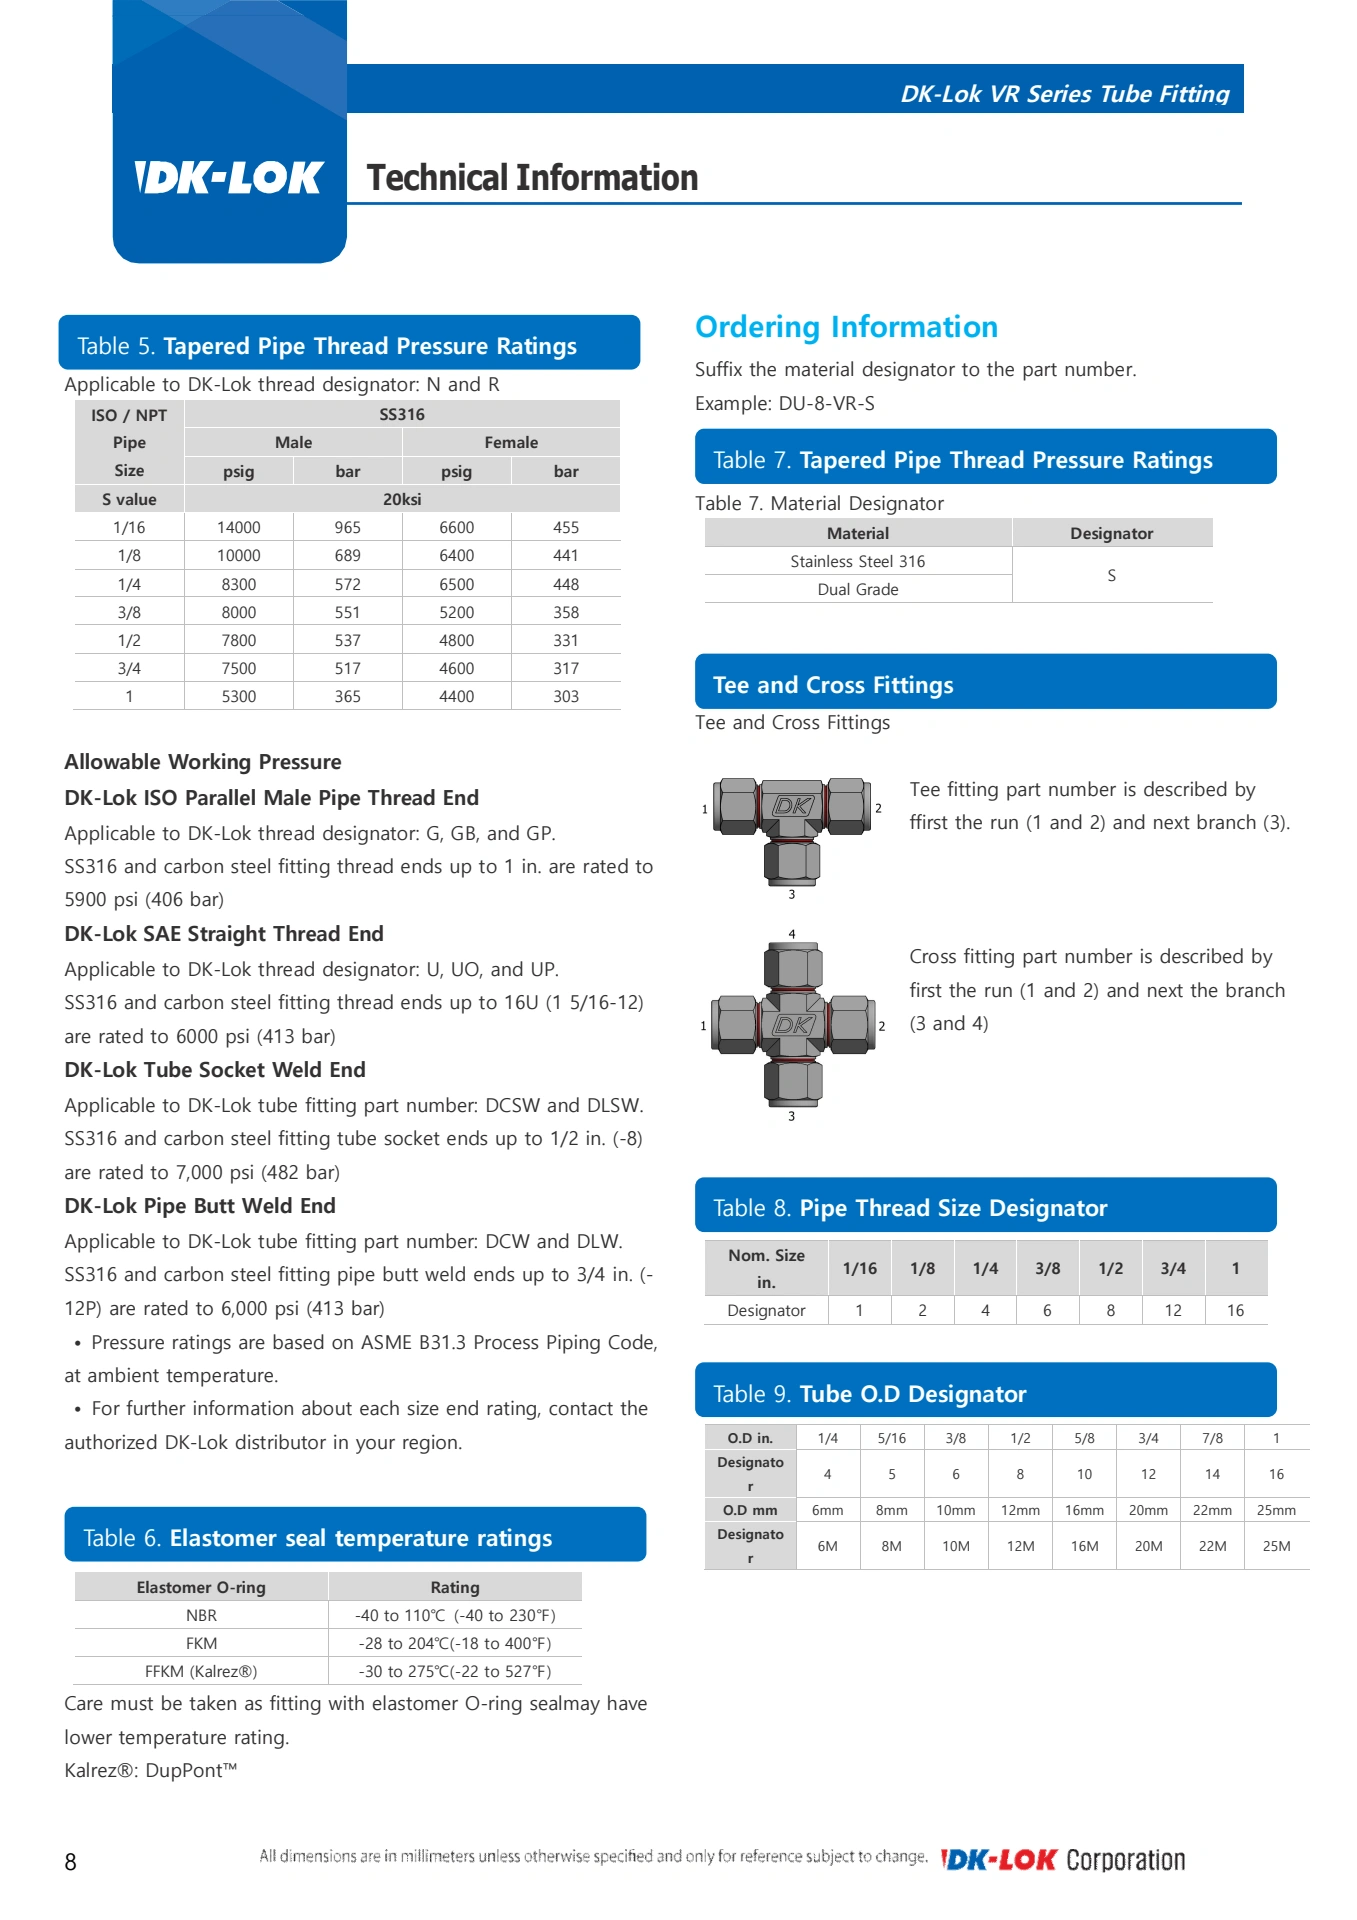 DK-Lok VR Series Tube Fitting
DK-LOK
Technical Information
Table 5. Tapered Pipe Thread Pressure Ratings
Applicable to DK-Lok thread designator: N and R
ISO / NPT Pipe Size SS316
Male Female
psig bar psig bar
S value 20ksi
1/16 14000 965 6600 455
1/8 10000 689 6400 441
1/4 8300 572 6500 448
3/8 8000 551 5200 358
1/2 7800 537 4800 331
3/4 7500 517 4600 317
1 5300 365 4400 303
Allowable Working Pressure
DK-Lok ISO Parallel Male Pipe Thread End
Applicable to DK-Lok thread designator: G, GB, and GP.
SS316 and carbon steel fitting thread ends up to 1 in. are rated to
5900 psi (406 bar)
DK-Lok SAE Straight Thread End
Applicable to DK-Lok thread designator: U, UO, and UP.
SS316 and carbon steel fitting thread ends up to 16U (1 5/16-12)
are rated to 6000 psi (413 bar)
DK-Lok Tube Socket Weld End
Applicable to DK-Lok tube fitting part number: DCSW and DLSW.
SS316 and carbon steel fitting tube socket ends up to 1/2 in. (-8)
are rated to 7,000 psi (482 bar)
DK-Lok Pipe Butt Weld End
Applicable to DK-Lok tube fitting part number: DCW and DLW.
SS316 and carbon steel fitting pipe butt weld ends up to 3/4 in. (-
12P) are rated to 6,000 psi (413 bar)
• Pressure ratings are based on ASME B31.3 Process Piping Code,
at ambient temperature.
• For further information about each size end rating, contact the
authorized DK-Lok distributor in your region.
Table 6. Elastomer seal temperature ratings
Elastomer O-ring Rating
NBR -40 to 110℃ (-40 to 230℉)
FKM -28 to 204℃(-18 to 400℉)
FFKM (Kalrez®) -30 to 275℃(-22 to 527℉)
Care must be taken as fitting with elastomer O-ring sealmay have
lower temperature rating.
Kalrez®: DupPont™
Ordering Information
Suffix the material designator to the part number.
Example: DU-8-VR-S
Table 7. Tapered Pipe Thread Pressure Ratings
Table 7. Material Designator
Material Designator
Stainless Steel 316 S
Dual Grade
Tee and Cross Fittings
Tee and Cross Fittings
1 DK 2
3
Tee fitting part number is described by
ffirst the run (1 and 2) and next branch (3).
4
1 DK 2
3
Cross fitting part number is described by
first the run (1 and 2) and next the branch
(3 and 4)
Table 8. Pipe Thread Size Designator
Nom. Size in. 1/16 1/8 1/4 3/8 1/2 3/4 1
Designator 1 2 4 6 8 12 16
Table 9. Tube O.D Designator
O.D in. 1/4 5/16 3/8 1/2 5/8 3/4 7/8 1
Designato
r 4 5 6 8 10 12 14 16
O.D mm 6mm 8mm 10mm 12mm 16mm 20mm 22mm 25mm
Designato
r 6M 8M 10M 12M 16M 20M 22M 25M
8
All dimensions are in millimeters unless otherwise specified and only for reference subject to change.
DK-LOK Corporation